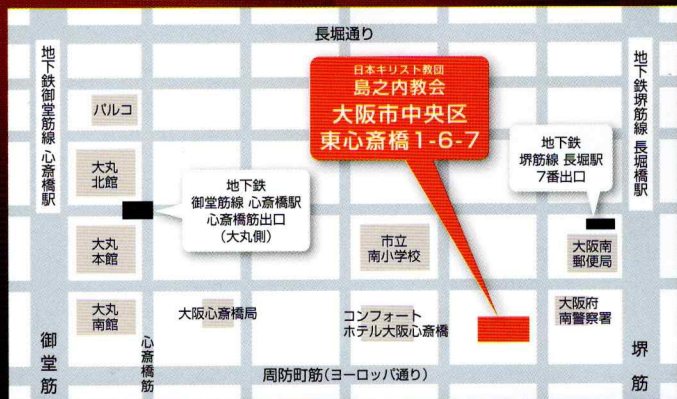 長堀通り
地下鉄御堂筋線 心斎橋駅
地下鉄堺筋線 長堀橋駅
日本キリスト教団
島之内教会
大阪市中央区
東心斎橋1-6-7
パルコ
大丸
北館
地下鉄
御堂筋線 心斎橋駅
心斎橋筋出口
(大丸側)
地下鉄
堺筋線 長堀駅
7番出口
大丸
本館
市立
南小学校
大阪南
郵便局
大丸
南館
大阪心斎橋局
コンフォート
ホテル大阪心斎橋
大阪府
南警察署
御堂筋
心斎橋筋
周防町筋(ヨーロッパ通り)
堺筋